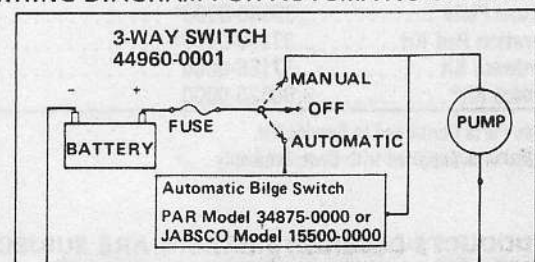 3-WAY SWITCH
44960-0001
MANUAL
- +
OFF
FUSE
PUMP
BATTERY
AUTOMATIC
Automatic Bilge Switch
PAR Model 34875-0000 or
JABSCO Model 15500-0000